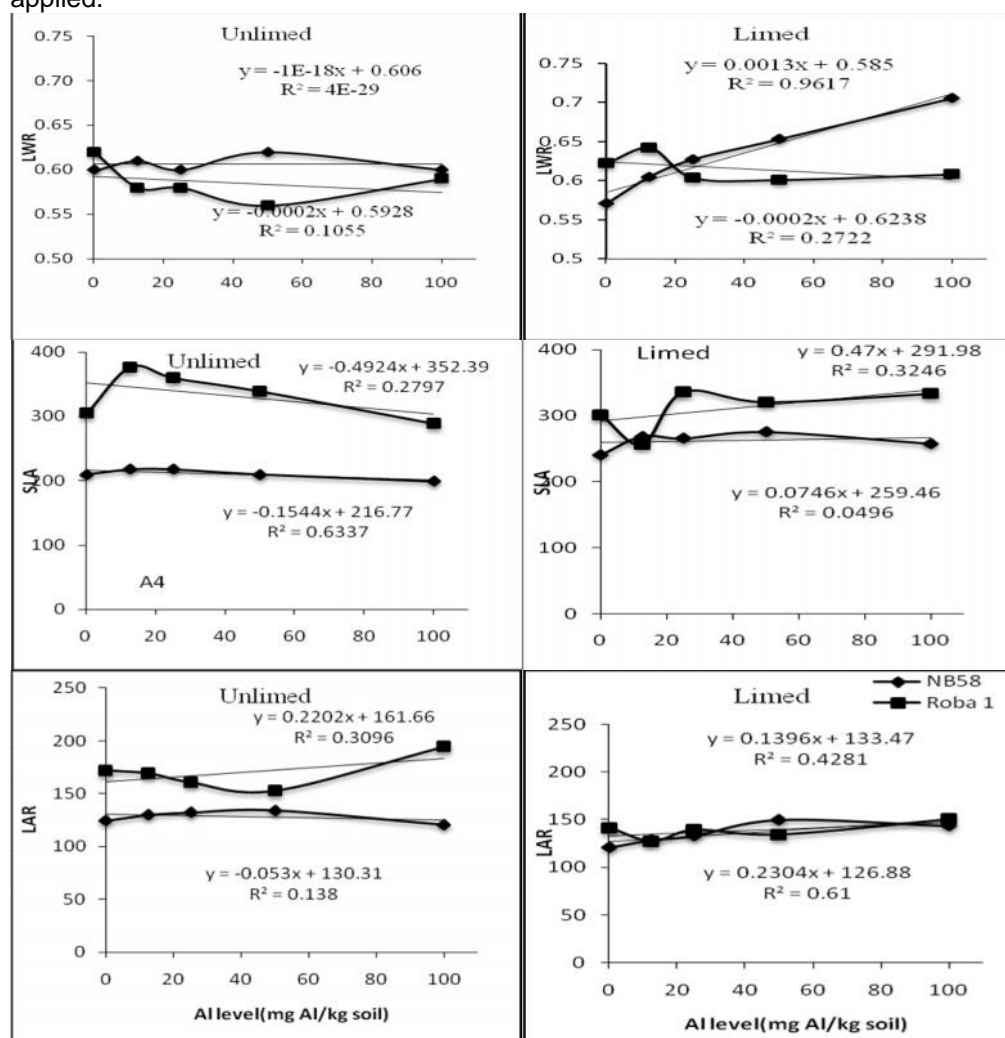 applied.
Unlimed
y = -1E-18x + 0.606
R² = 4E-29
y = -0.0002x + 0.5928
R² = 0.1055
LWR
0.75
0.70
0.65
0.60
0.55
0.50
0 20 40 60 80 100
Limed
y = 0.0013x + 0.585
R² = 0.9617
y = -0.0002x + 0.6238
R² = 0.2722
LWR
0.75
0.7
0.65
0.6
0.55
0.5
0 20 40 60 80 100
Unlimed
y = -0.4924x + 352.39
R² = 0.2797
y = -0.1544x + 216.77
R² = 0.6337
A4
SLA
400
300
200
100
0
0 20 40 60 80 100
Limed
y = 0.47x + 291.98
R² = 0.3246
y = 0.0746x + 259.46
R² = 0.0496
SLA
400
300
200
100
0
0 20 40 60 80 100
Unlimed
y = 0.2202x + 161.66
R² = 0.3096
y = -0.053x + 130.31
R² = 0.138
LAR
250
200
150
100
50
0
0 20 40 60 80 100
Al level(mg Al/kg soil)
Limed
NB58
Roba 1
y = 0.1396x + 133.47
R² = 0.4281
y = 0.2304x + 126.88
R² = 0.61
LAR
250
200
150
100
50
0
0 20 40 60 80 100
Al level(mg Al/kg soil)